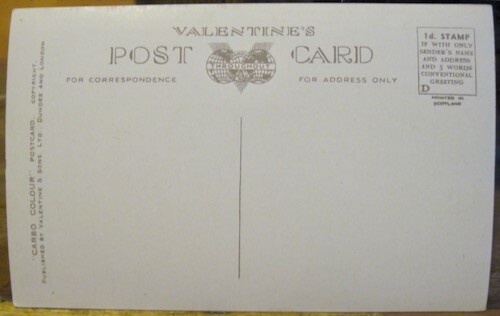 VALENTINE'S
POST CARD
THROUGHOUT
FOR CORRESPONDENCE
FOR ADDRESS ONLY
1d. STAMP
IF WITH ONLY
SENDER'S NAME
AND ADDRESS
AND 5 WORDS
CONVENTIONAL
GREETING
D
PRINTED IN
SCOTLAND
"CARBO COLOUR" POSTCARD. COPYRIGHT.
PUBLISHED BY VALENTINE & SONS, LTD. DUNDEE AND LONDON